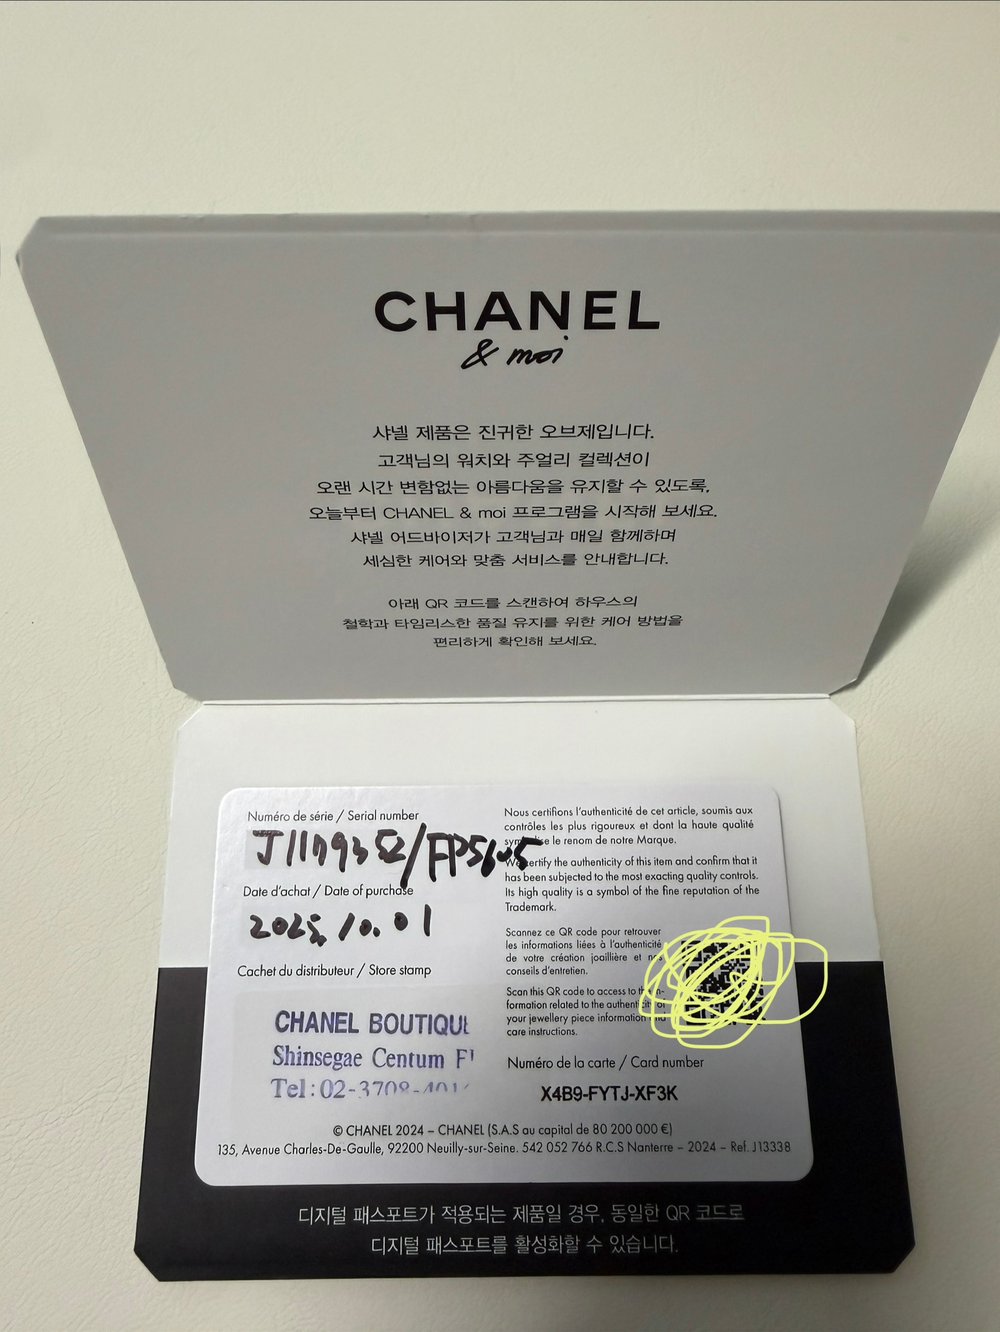 CHANEL
& moi
샤넬 제품은 진귀한 오브제입니다.
고객님의 워치와 주얼리 컬렉션이
오랜 시간 변함없는 아름다움을 유지할 수 있도록,
오늘부터 CHANEL & moi 프로그램을 시작해 보세요.
샤넬 어드바이저가 고객님과 매일 함께하며
세심한 케어와 맞춤 서비스를 안내합니다.
아래 QR 코드를 스캔하여 하우스의
철학과 타임리스한 품질 유지를 위한 케어 방법을
편리하게 확인해 보세요.
Numéro de série / Serial number
Date d'achat / Date of purchase
2025. 10. 01
Cachet du distributeur / Store stamp
CHANEL BOUTIQUE
Shinsegae Centum
Tel:02-3708-401
Nous certifions l'authenticité de cet article, soumis aux
contrôles les plus rigoureux et dont la haute qualité
le renom de notre Marque.
We certify the authenticity of this item and confirm that it
has been subjected to the most exacting quality controls.
Its high quality is a symbol of the fine reputation of the
Trademark.
Scannez ce QR code pour retrouver
les informations liées à l'authenticité
de votre création joaillière et nos
conseils d'entretien.
Scan this QR code to access to the in-
formation related to the authenticity of
your jewellery piece information and
care instructions.
Numéro de la carte / Card number
X4B9-FYTJ-XF3K
© CHANEL 2024 – CHANEL (S.A.S au capital de 80 200 000 €)
135, Avenue Charles-De-Gaulle, 92200 Neuilly-sur-Seine. 542 052 766 R.C.S Nanterre – 2024 – Ref. J13338
디지털 패스포트가 적용되는 제품일 경우, 동일한 QR 코드로
디지털 패스포트를 활성화할 수 있습니다.